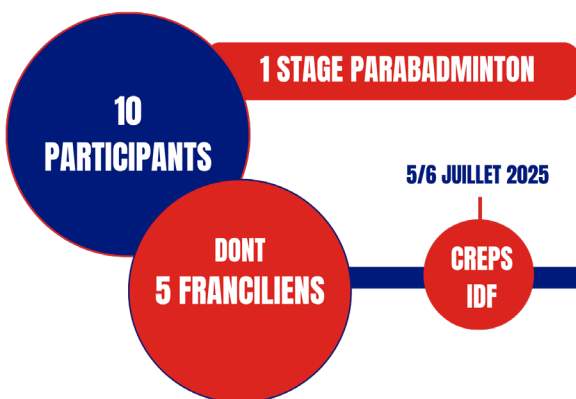 1 STAGE PARABADMINTON
10
PARTICIPANTS
5/6 JUILLET 2025
DONT
5 FRANCILIENS
CREPS
IDF